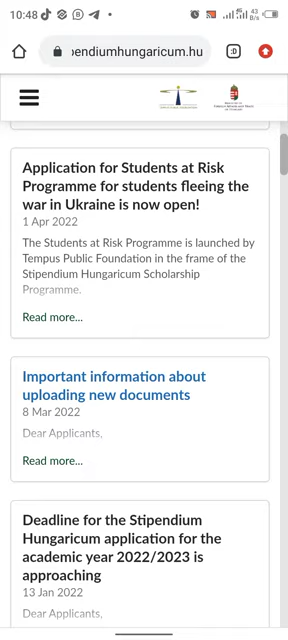 10:48
43
B/s
pendiumhungaricum.hu
:D
Application for Students at Risk
Programme for students fleeing the
war in Ukraine is now open!
1 Apr 2022
The Students at Risk Programme is launched by
Tempus Public Foundation in the frame of the
Stipendium Hungaricum Scholarship
Programme.
Read more...
Important information about
uploading new documents
8 Mar 2022
Dear Applicants,
Read more...
Deadline for the Stipendium
Hungaricum application for the
academic year 2022/2023 is
approaching
13 Jan 2022
Dear Applicants,